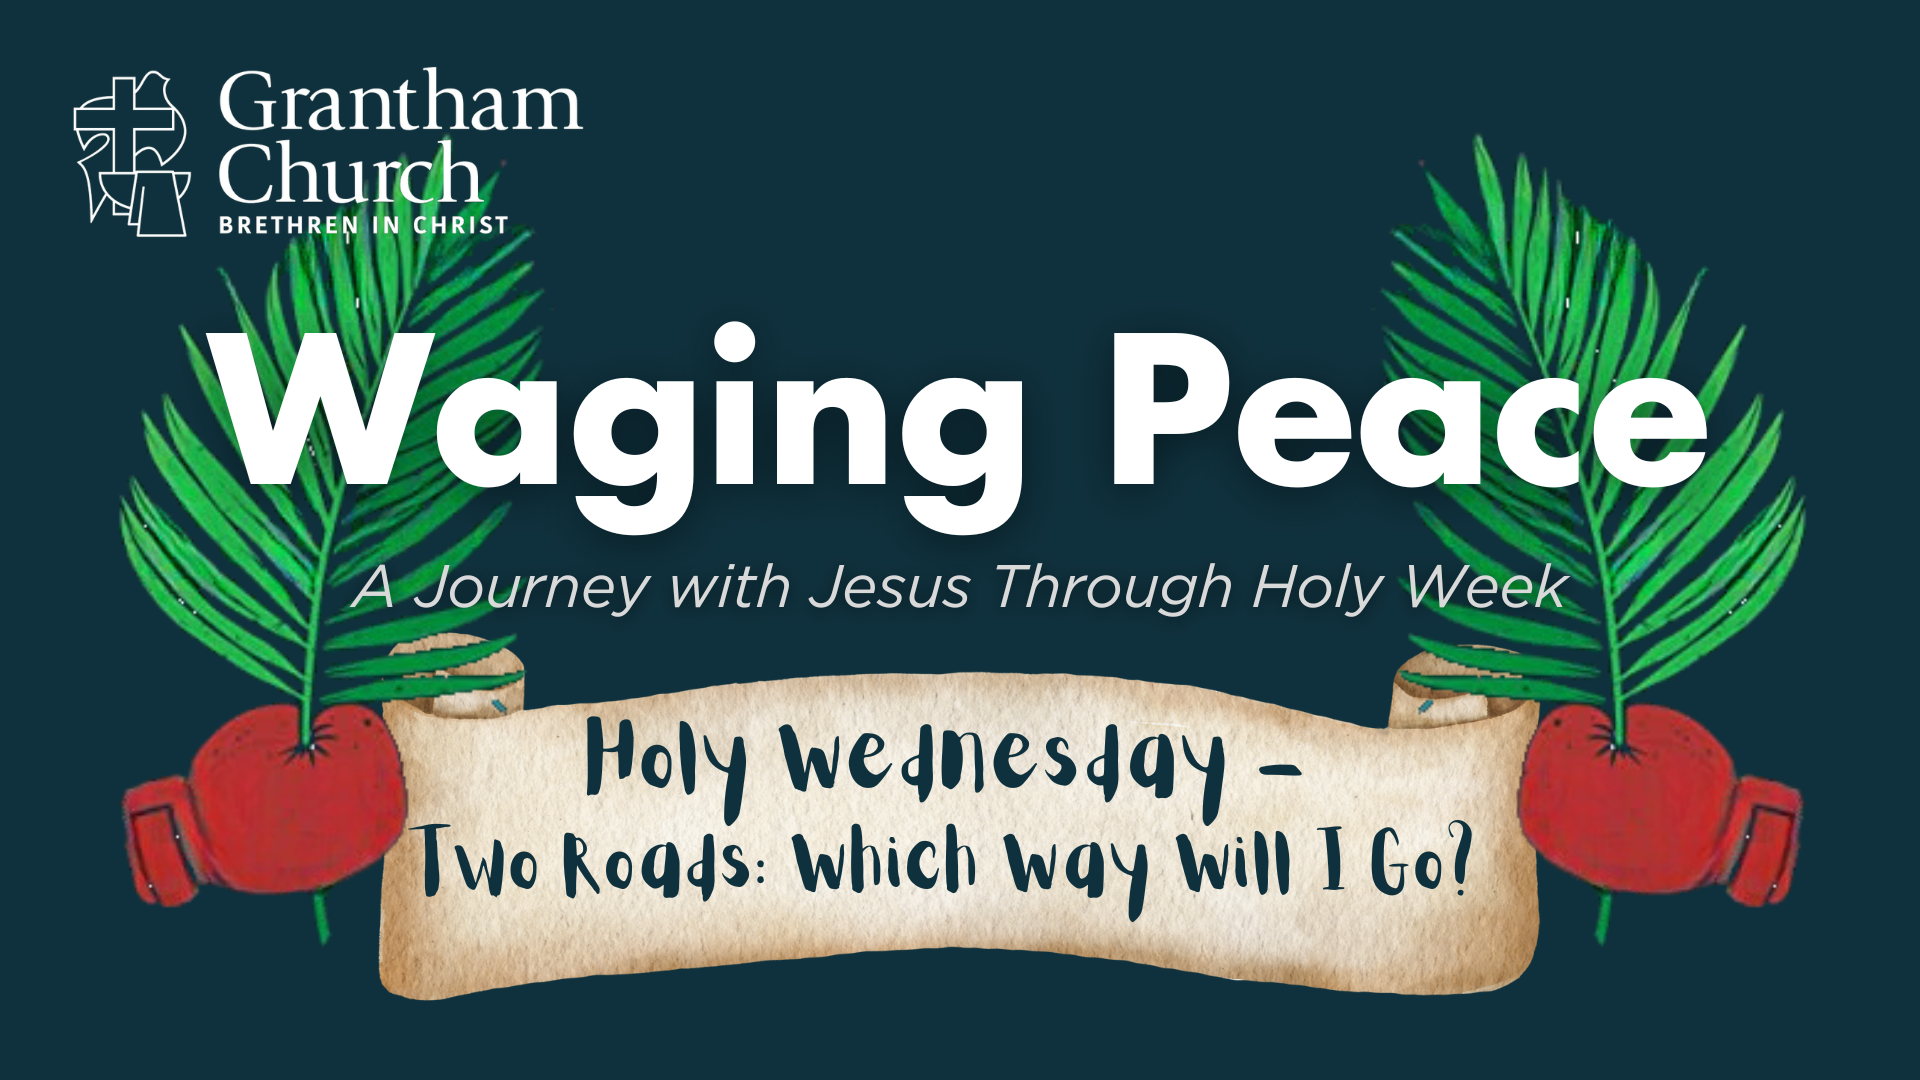 Grantham
Church
BRETHREN IN CHRIST
Waging Peace
A Journey with Jesus Through Holy Week
Holy Wednesday -
Two Roads: Which Way Will I Go?